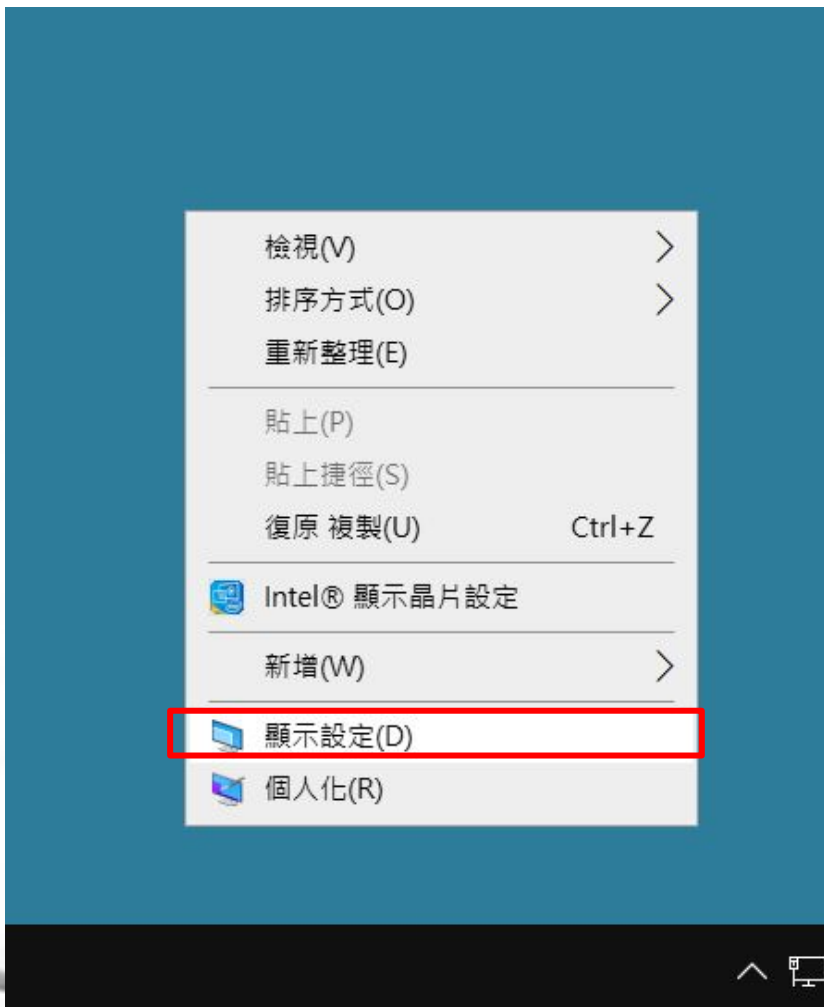 檢視(V)
排序方式(O)
重新整理(E)
貼上(P)
貼上捷徑(S)
復原 複製(U) Ctrl+Z
Intel® 顯示晶片設定
新增(W)
顯示設定(D)
個人化(R)